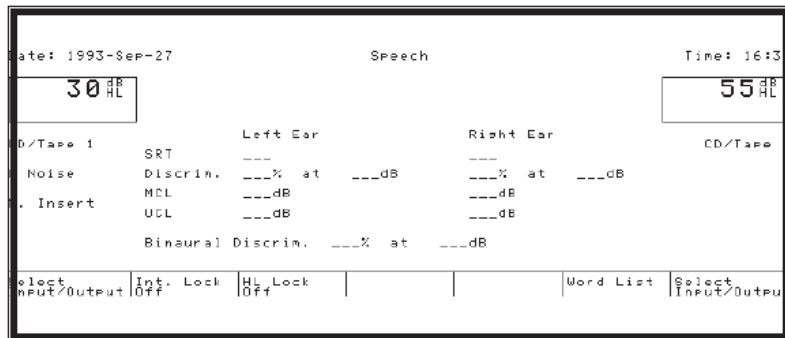 ate: 1993-Sep-27 Speech Time: 16:3
30 dB HL 55 dB HL
Left Ear Right Ear
D/Tape 1 CD/Tape
SRT ___ ___
Noise Discrim. ___% at ___dB ___% at ___dB
MCL ___dB ___dB
. Insert
UCL ___dB ___dB
Binaural Discrim. ___% at ___dB
Select Int. Lock HL Lock Word List Select
Input/Output Off Off Input/Outpu